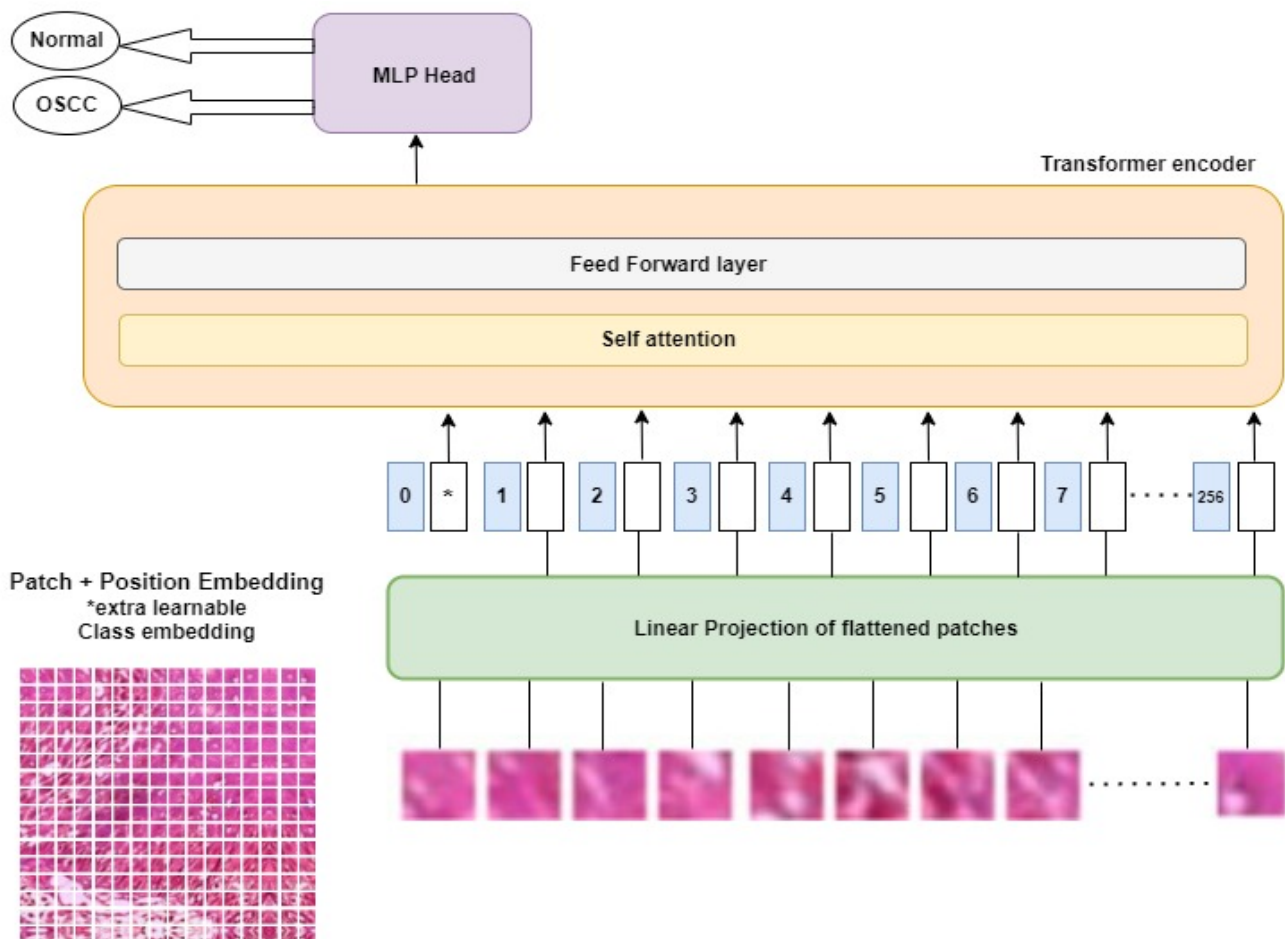 Normal
OSCC
MLP Head
Transformer encoder
Feed Forward layer
Self attention
0 * 1 2 3 4 5 6 7 ...... 256
Patch + Position Embedding
*extra learnable
Class embedding
Linear Projection of flattened patches